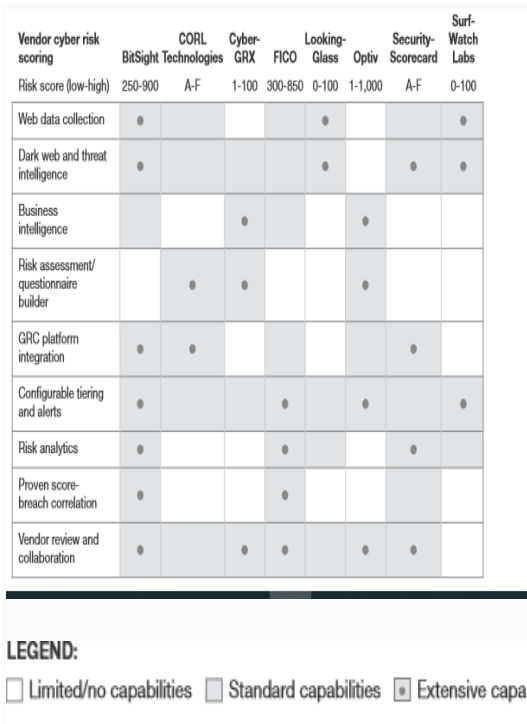 Surf-
Vendor cyber risk CORL Cyber- Looking- Security- Watch
scoring BitSight Technologies GRX FICO Glass Optiv Scorecard Labs
Risk score (low-high) 250-900 A-F 1-100 300-850 0-100 1-1,000 A-F 0-100
Web data collection
Dark web and threat
intelligence
Business
intelligence
Risk assessment/
questionnaire
builder
GRC platform
integration
Configurable tiering
and alerts
Risk analytics
Proven score-
breach correlation
Vendor review and
collaboration
LEGEND:
Limited/no capabilities Standard capabilities Extensive capa